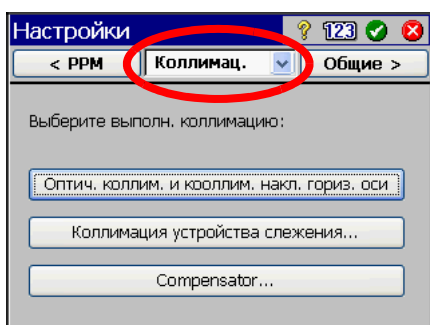 Настройки ? 123
< PPM Коллимац. Общие >
Выберите выполн. коллимацию:
Оптич. коллим. и кооллим. накл. гориз. оси
Коллимация устройства слежения...
Compensator...